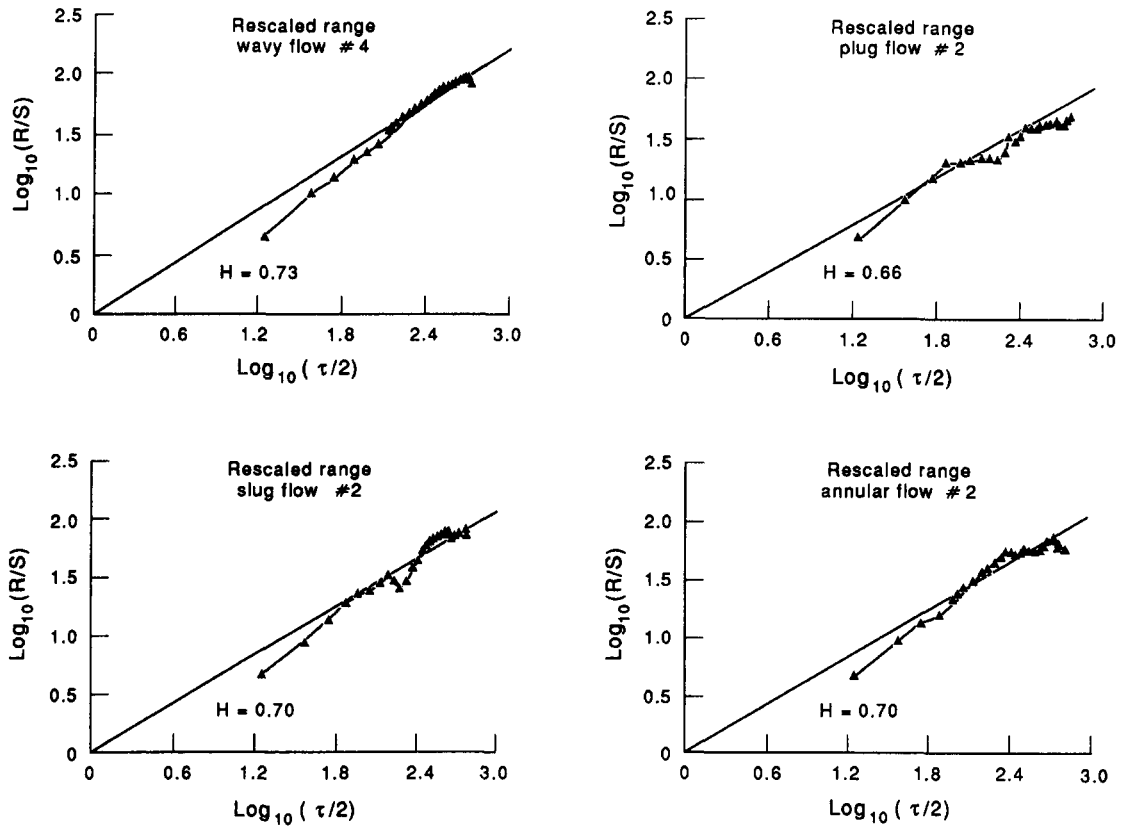 Rescaled range
wavy flow #4
2.5
2.0
1.5
1.0
0.5
0
Log10(R/S)
H = 0.73
0 0.6 1.2 1.8 2.4 3.0
Log10 ( τ/2)
Rescaled range
plug flow #2
2.5
2.0
1.5
1.0
0.5
0
Log10(R/S)
H = 0.66
0 0.6 1.2 1.8 2.4 3.0
Log10 ( τ/2)
Rescaled range
slug flow #2
2.5
2.0
1.5
1.0
0.5
0
Log10(R/S)
H = 0.70
0 0.6 1.2 1.8 2.4 3.0
Log10 ( τ/2)
Rescaled range
annular flow #2
2.5
2.0
1.5
1.0
0.5
0
Log10(R/S)
H = 0.70
0 0.6 1.2 1.8 2.4 3.0
Log10 ( τ/2)